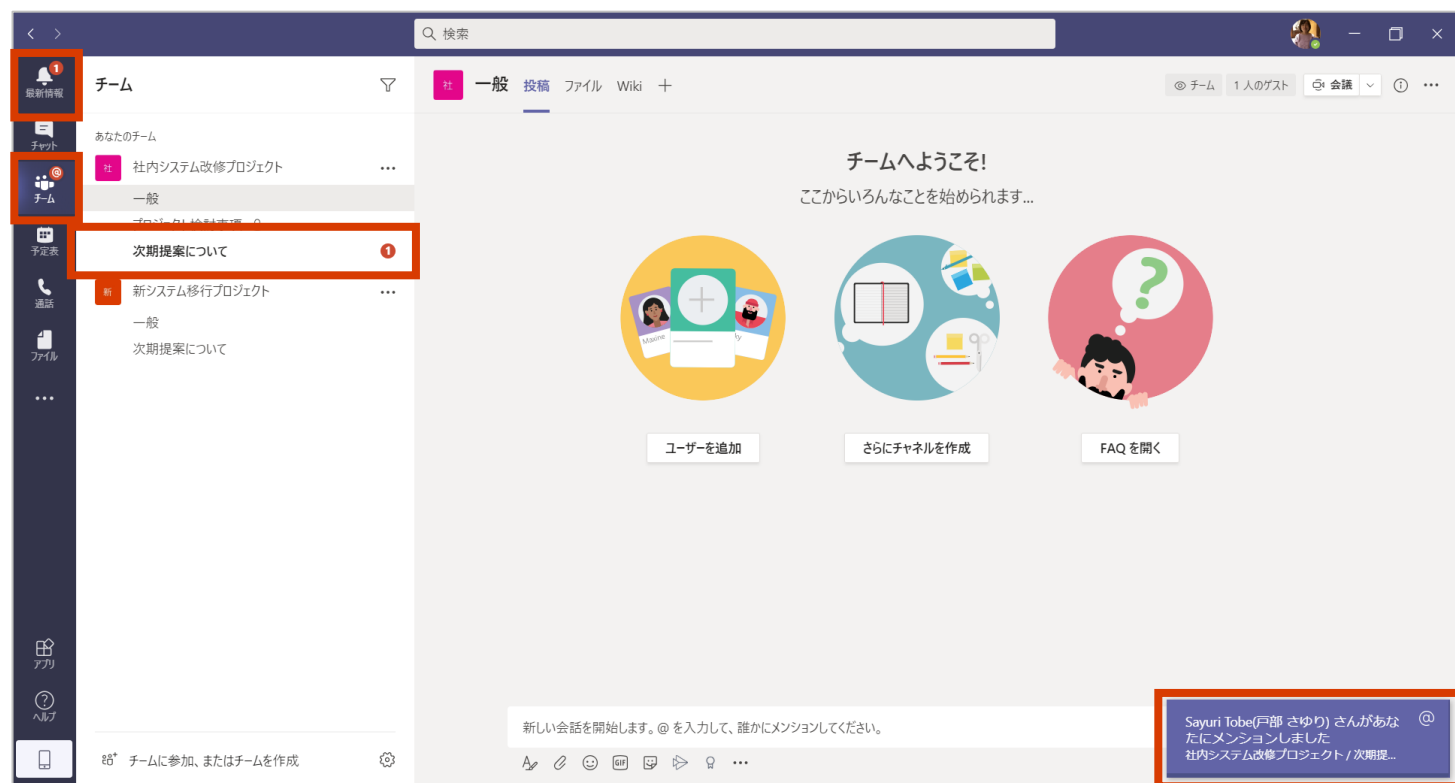 検索
1
最新情報
チャット
@
チーム
予定表
通話
ファイル
アプリ
ヘルプ
チーム
あなたのチーム
社 社内システム改修プロジェクト
一般
次期提案について 1
新 新システム移行プロジェクト
一般
次期提案について
チームに参加、またはチームを作成
社 一般 投稿 ファイル Wiki
チーム 1 人のゲスト 会議
チームへようこそ!
ここからいろんなことを始められます...
Maxine
ユーザーを追加 さらにチャネルを作成 FAQ を開く
新しい会話を開始します。@ を入力して、誰かにメンションしてください。
GIF
Sayuri Tobe(戸部 さゆり) さんがあな @
たにメンションしました
社内システム改修プロジェクト / 次期提...